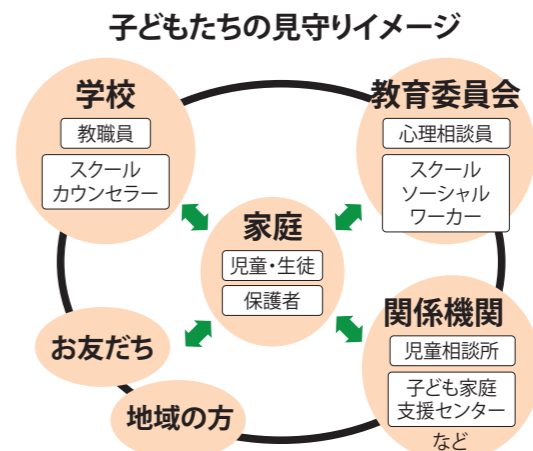 子どもたちの見守りイメージ
学校
教職員
スクール
カウンセラー
教育委員会
心理相談員
スクール
ソーシャル
ワーカー
家庭
児童・生徒
保護者
お友だち
地域の方
関係機関
児童相談所
子ども家庭
支援センター
など